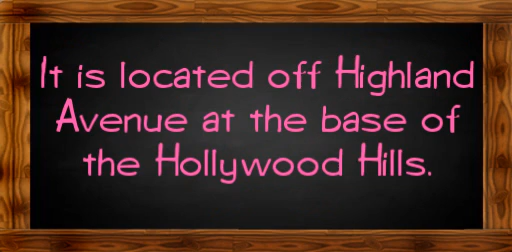 It is located off Highland
Avenue at the base of
the Hollywood Hills.